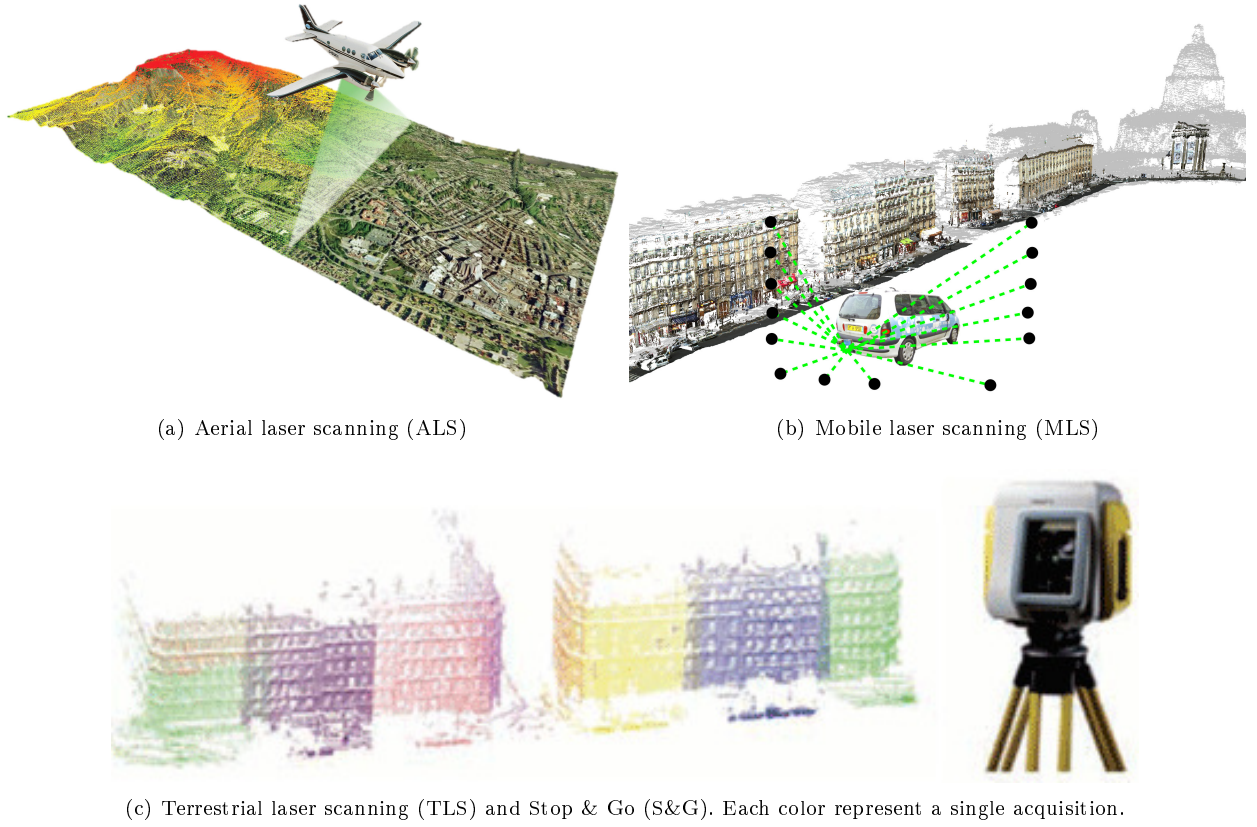 (a) Aerial laser scanning (ALS)
(b) Mobile laser scanning (MLS)
(c) Terrestrial laser scanning (TLS) and Stop & Go (S&G). Each color represent a single acquisition.